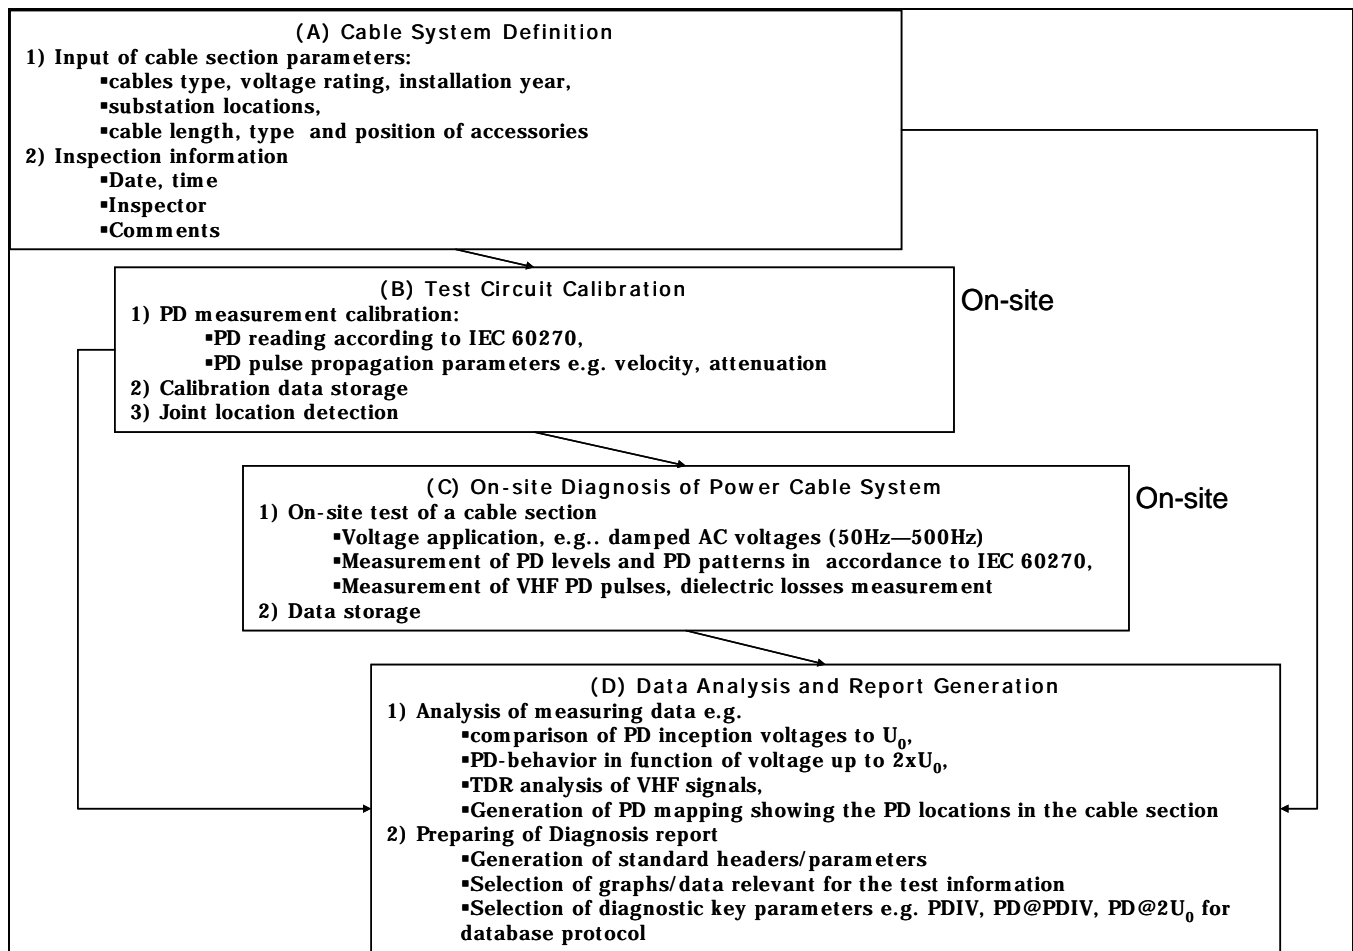 (A) Cable System Definition
1) Input of cable section parameters:
▪cables type, voltage rating, installation year,
▪substation locations,
▪cable length, type and position of accessories
2) Inspection information
▪Date, time
▪Inspector
▪Comments
(B) Test Circuit Calibration
On-site
1) PD measurement calibration:
▪PD reading according to IEC 60270,
▪PD pulse propagation parameters e.g. velocity, attenuation
2) Calibration data storage
3) Joint location detection
(C) On-site Diagnosis of Power Cable System
On-site
1) On-site test of a cable section
▪Voltage application, e.g.. damped AC voltages (50Hz—500Hz)
▪Measurement of PD levels and PD patterns in accordance to IEC 60270,
▪Measurement of VHF PD pulses, dielectric losses measurement
2) Data storage
(D) Data Analysis and Report Generation
1) Analysis of measuring data e.g.
▪comparison of PD inception voltages to U₀,
▪PD-behavior in function of voltage up to 2xU₀,
▪TDR analysis of VHF signals,
▪Generation of PD mapping showing the PD locations in the cable section
2) Preparing of Diagnosis report
▪Generation of standard headers/parameters
▪Selection of graphs/data relevant for the test information
▪Selection of diagnostic key parameters e.g. PDIV, PD@PDIV, PD@2U₀ for
database protocol